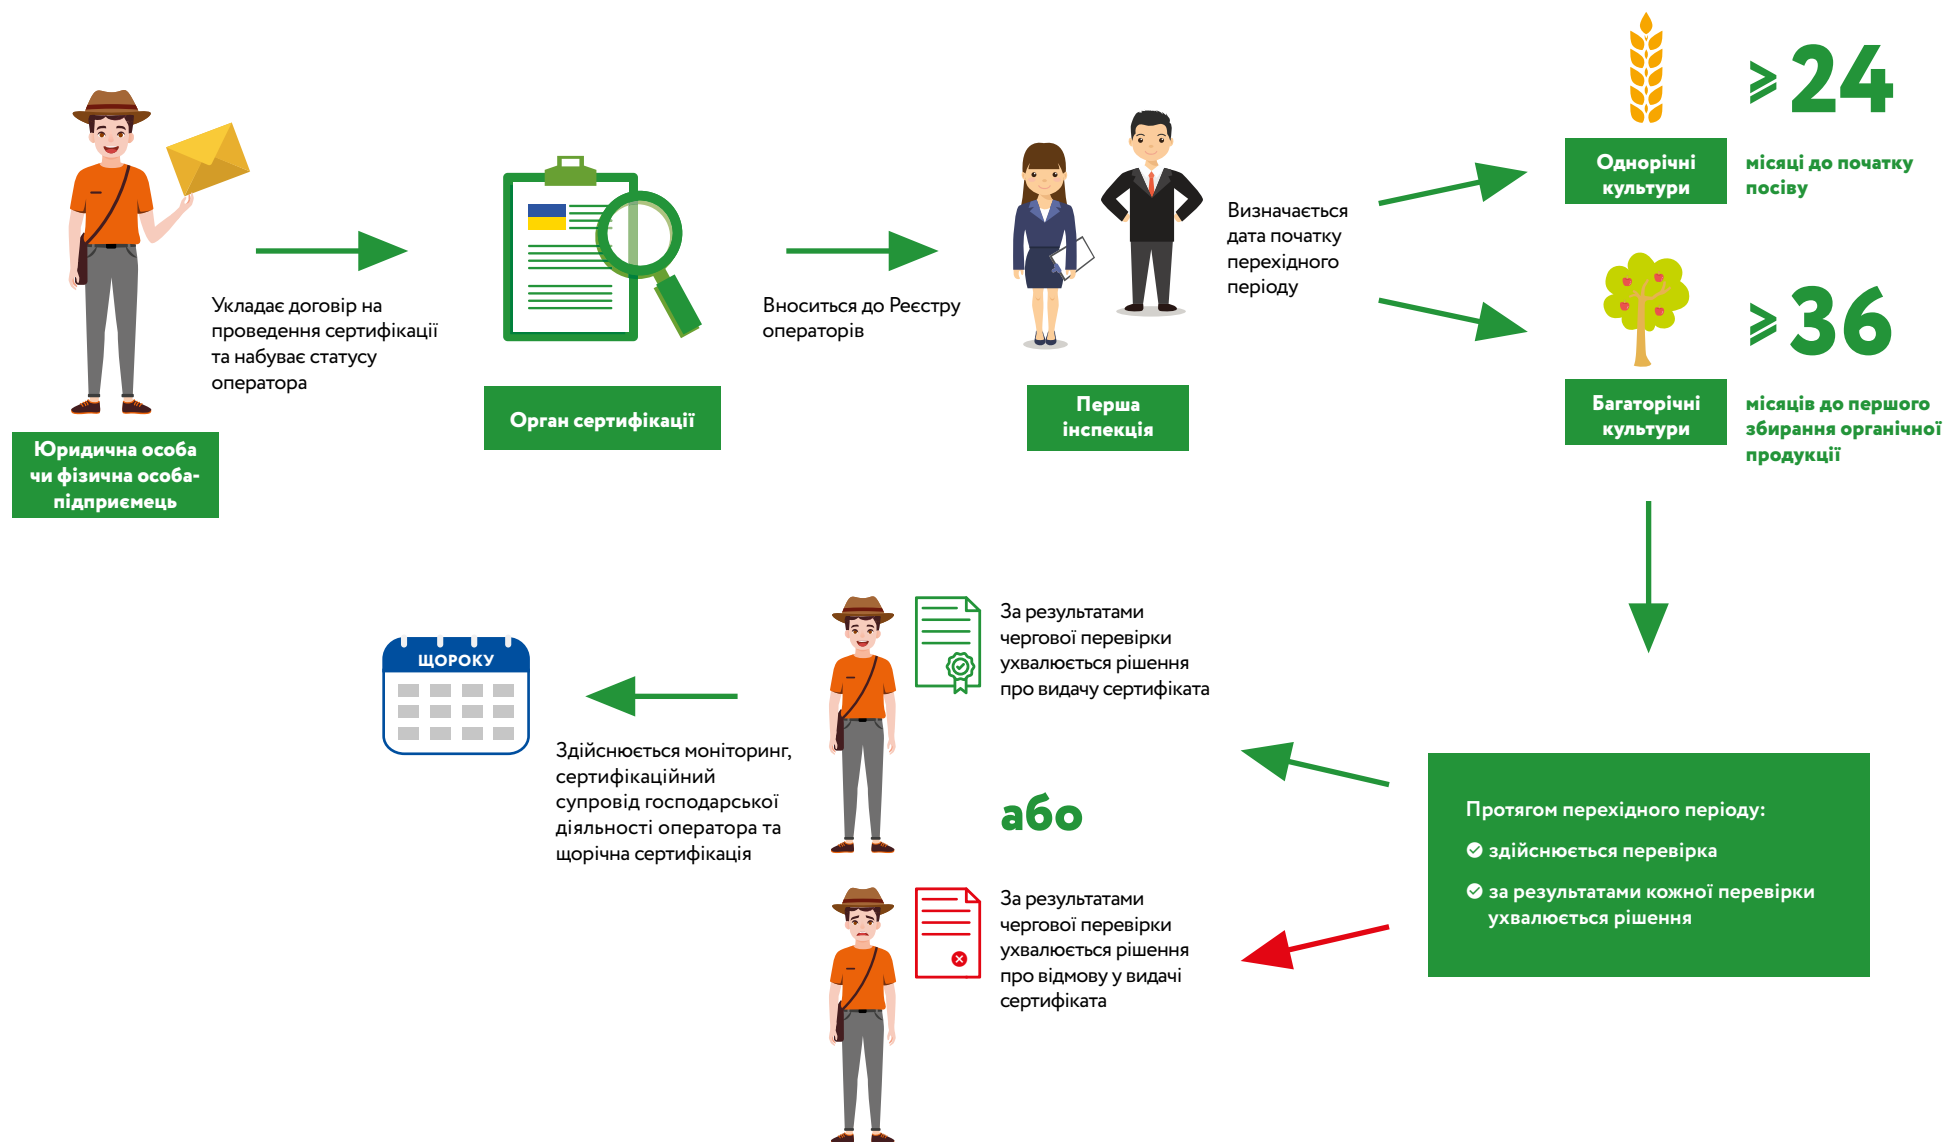 Юридична особа
чи фізична особа-
підприємець
Укладає договір на
проведення сертифікації
та набуває статусу
оператора
Орган сертифікації
Вноситься до Реєстру
операторів
Перша
інспекція
Визначається
дата початку
перехідного
періоду
Однорічні
культури
⩾ 24
місяці до початку
посіву
Багаторічні
культури
⩾ 36
місяців до першого
збирання органічної
продукції
Протягом перехідного періоду:
здійснюється перевірка
за результатами кожної перевірки
ухвалюється рішення
За результатами
чергової перевірки
ухвалюється рішення
про видачу сертифіката
або
За результатами
чергової перевірки
ухвалюється рішення
про відмову у видачі
сертифіката
Здійснюється моніторинг,
сертифікаційний
супровід господарської
діяльності оператора та
щорічна сертифікація
ЩОРОКУ